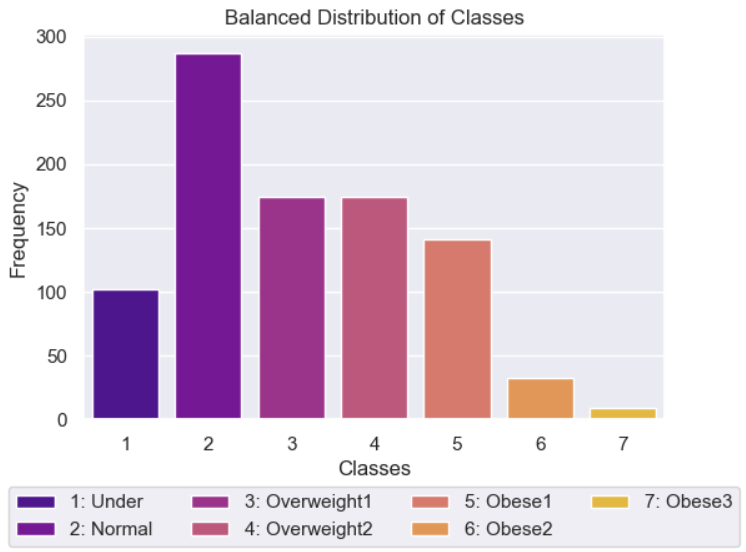 Balanced Distribution of Classes
300
250
200
150
100
50
0
Frequency
1 2 3 4 5 6 7
Classes
1: Under 3: Overweight1 5: Obese1 7: Obese3
2: Normal 4: Overweight2 6: Obese2